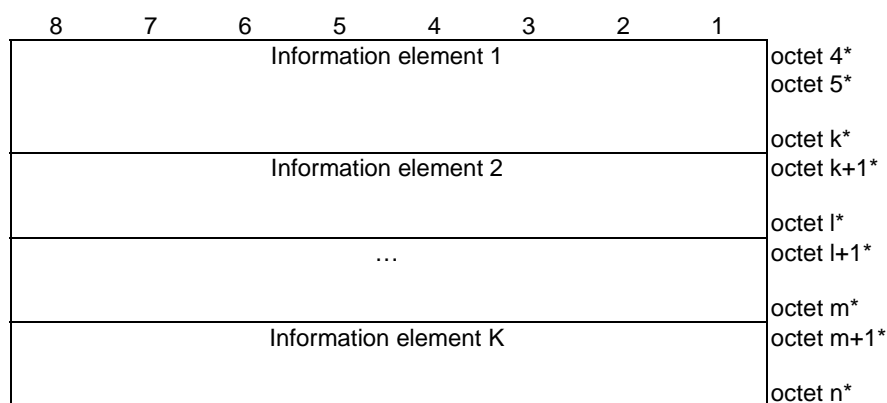 8 7 6 5 4 3 2 1
Information element 1 octet 4*
octet 5*
octet k*
Information element 2 octet k+1*
octet l*
… octet l+1*
octet m*
Information element K octet m+1*
octet n*